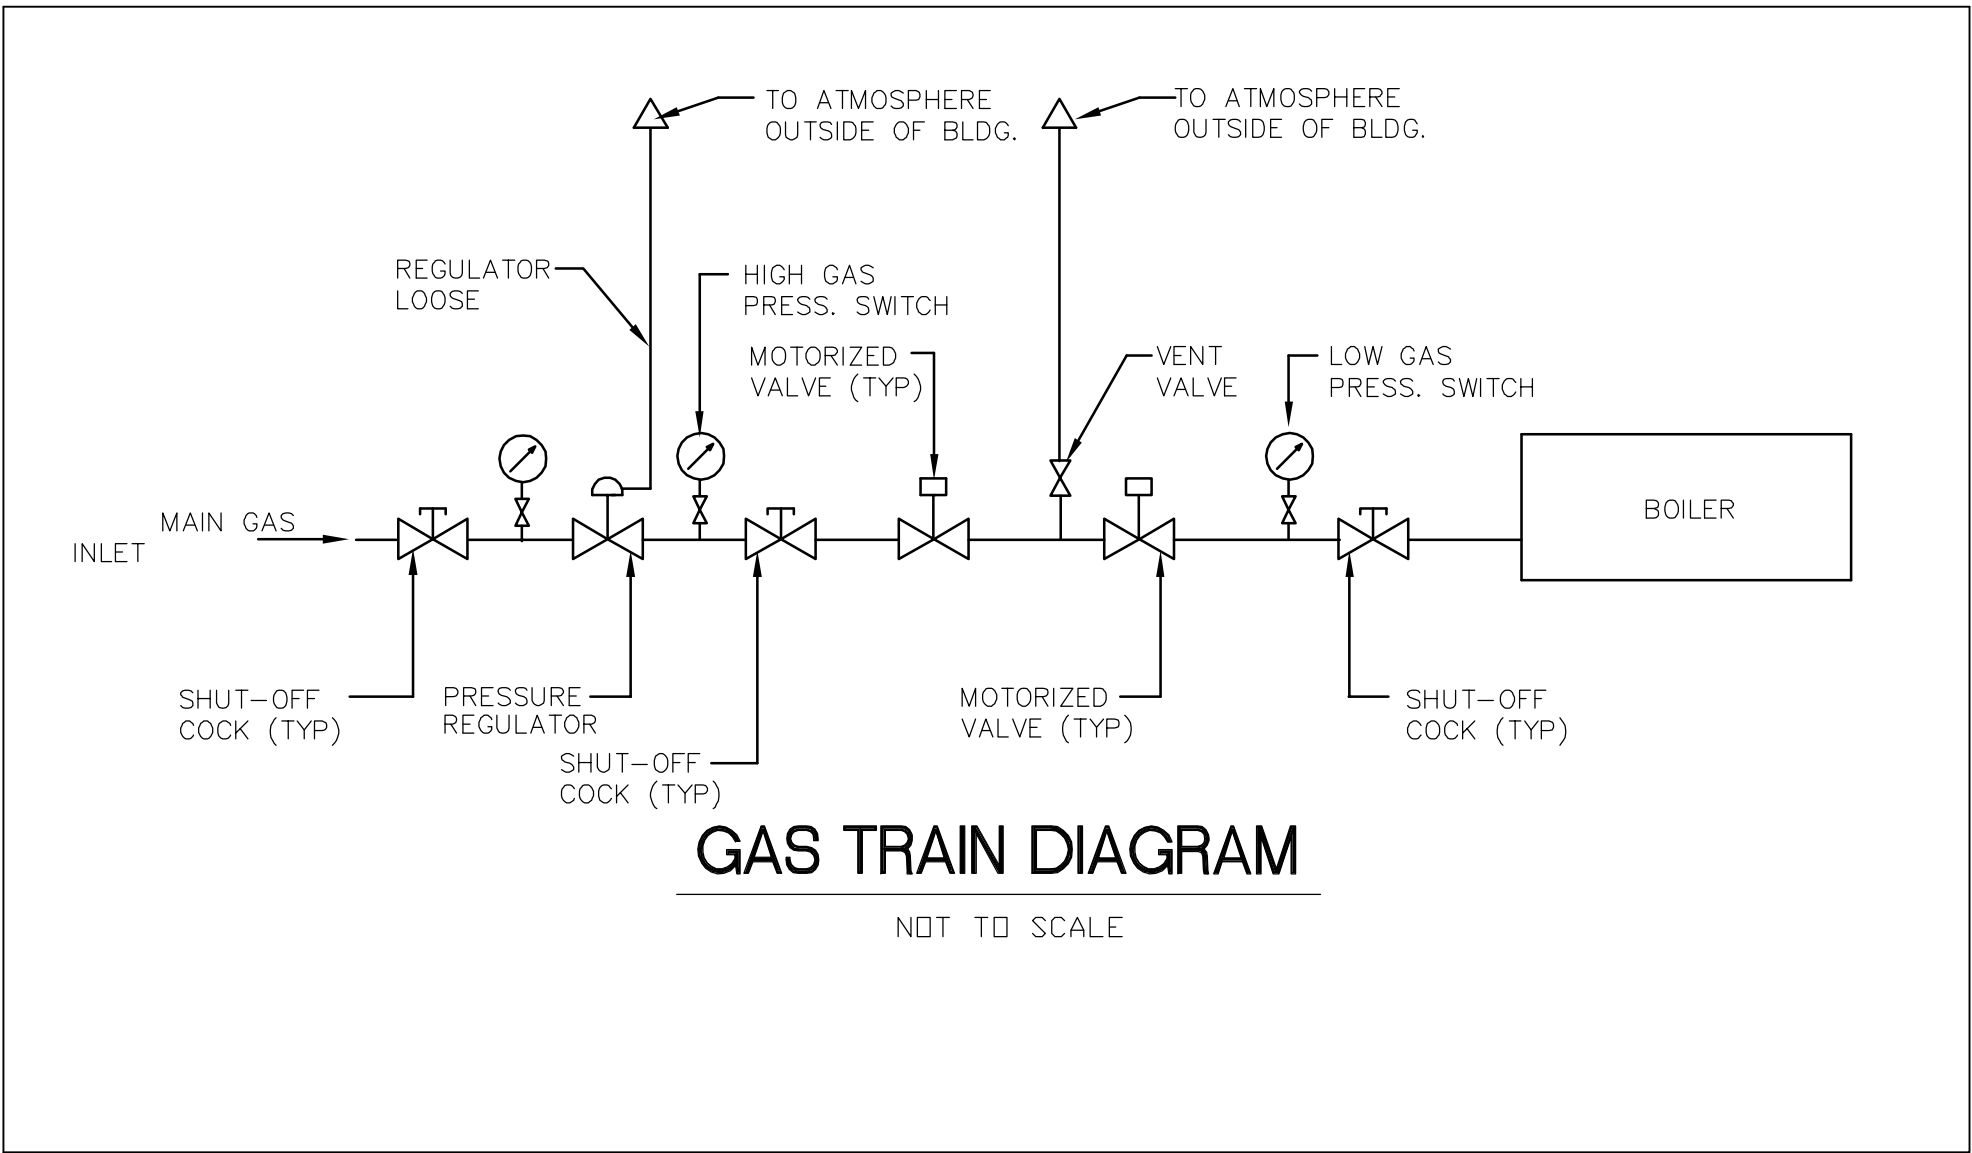 TO ATMOSPHERE
OUTSIDE OF BLDG.
TO ATMOSPHERE
OUTSIDE OF BLDG.
REGULATOR
LOOSE
HIGH GAS
PRESS. SWITCH
MOTORIZED
VALVE (TYP)
VENT
VALVE
LOW GAS
PRESS. SWITCH
MAIN GAS
INLET
BOILER
SHUT-OFF
COCK (TYP)
PRESSURE
REGULATOR
SHUT-OFF
COCK (TYP)
MOTORIZED
VALVE (TYP)
SHUT-OFF
COCK (TYP)
GAS TRAIN DIAGRAM
NOT TO SCALE